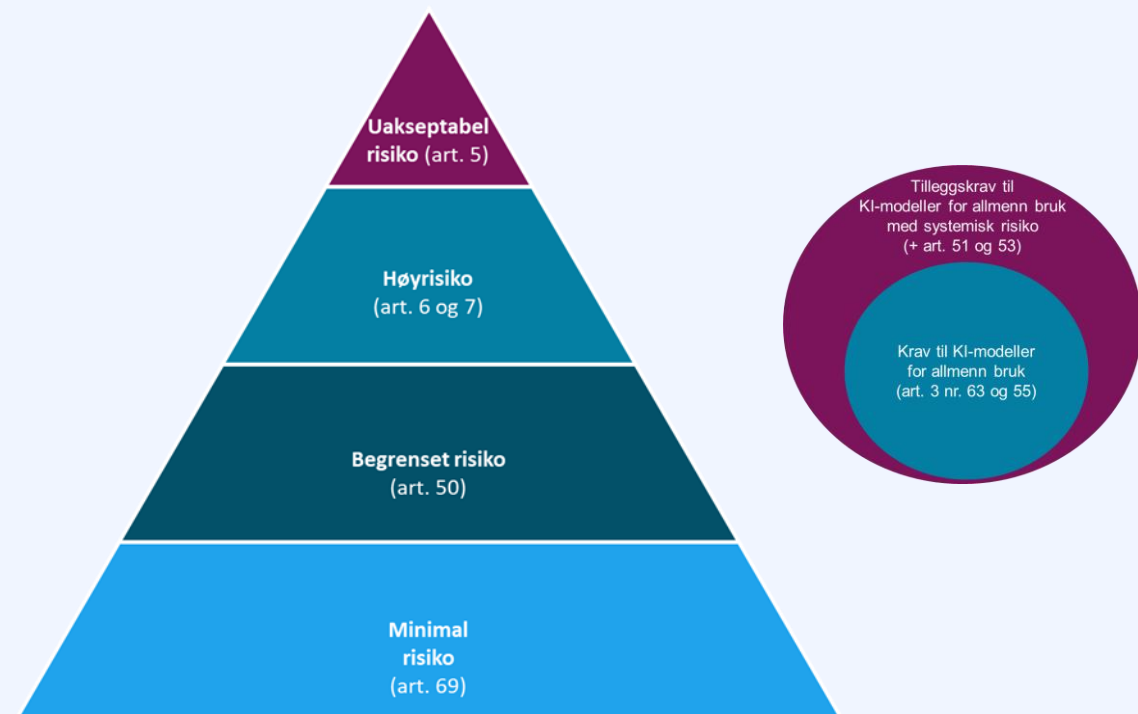 Uakseptabel
risiko (art. 5)
Høyrisiko
(art. 6 og 7)
Begrenset risiko
(art. 50)
Minimal
risiko
(art. 69)
Tilleggskrav til
KI-modeller for allmenn bruk
med systemisk risiko
(+ art. 51 og 53)
Krav til KI-modeller
for allmenn bruk
(art. 3 nr. 63 og 55)